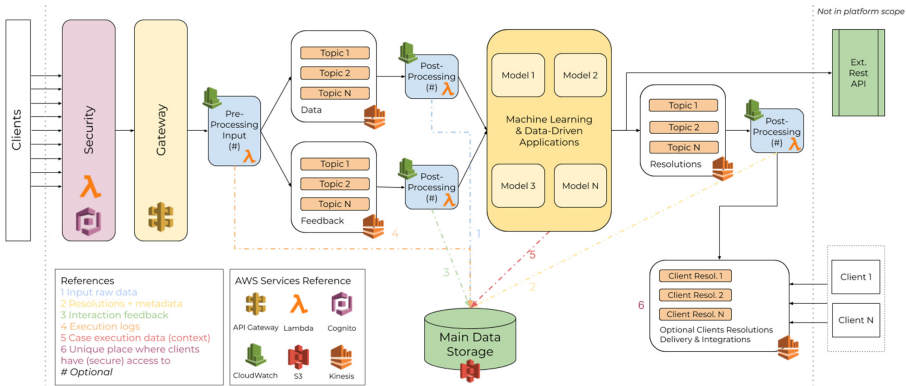 Not in platform scope
Clients
Security
Gateway
Pre-
Processing
Input
(#)
Topic 1
Topic 2
Topic N
Data
Topic 1
Topic 2
Topic N
Feedback
Post-
Processing
(#)
Post-
Processing
(#)
Model 1
Model 2
Machine Learning
& Data-Driven
Applications
Model 3
Model N
Topic 1
Topic 2
Topic N
Resolutions
Post-
Processing
(#)
Ext.
Rest
API
4
1
3
5
2
6
References
1 Input raw data
2 Resolutions + metadata
3 Interaction feedback
4 Execution logs
5 Case execution data (context)
6 Unique place where clients
have (secure) access to
# Optional
AWS Services Reference
API Gateway
Lambda
Cognito
CloudWatch
S3
Kinesis
Main Data
Storage
Client Resol. 1
Client Resol. 2
Client Resol. N
Optional Clients Resolutions
Delivery & Integrations
Client 1
Client N